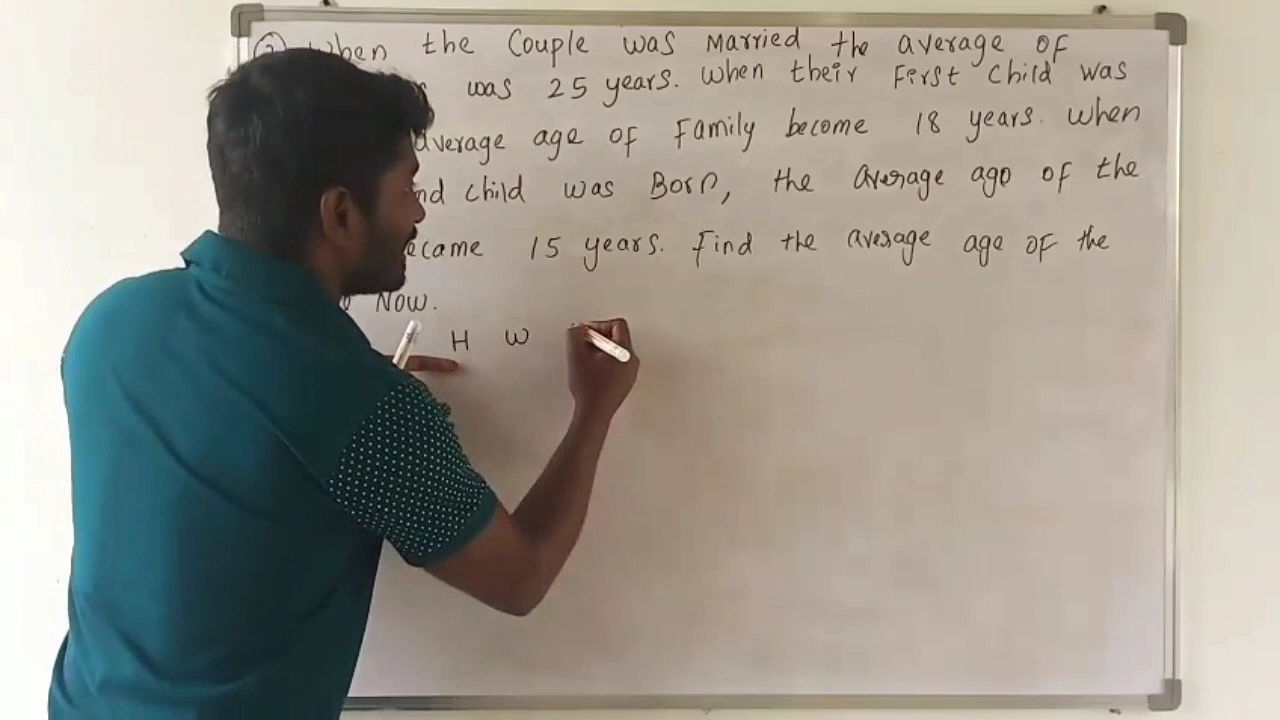 When the Couple was Married the average of
was 25 years. When their First child was
average age of Family become 18 years. When
child was Born, the average age of the
ecame 15 years. Find the average age of the
Now.
H W